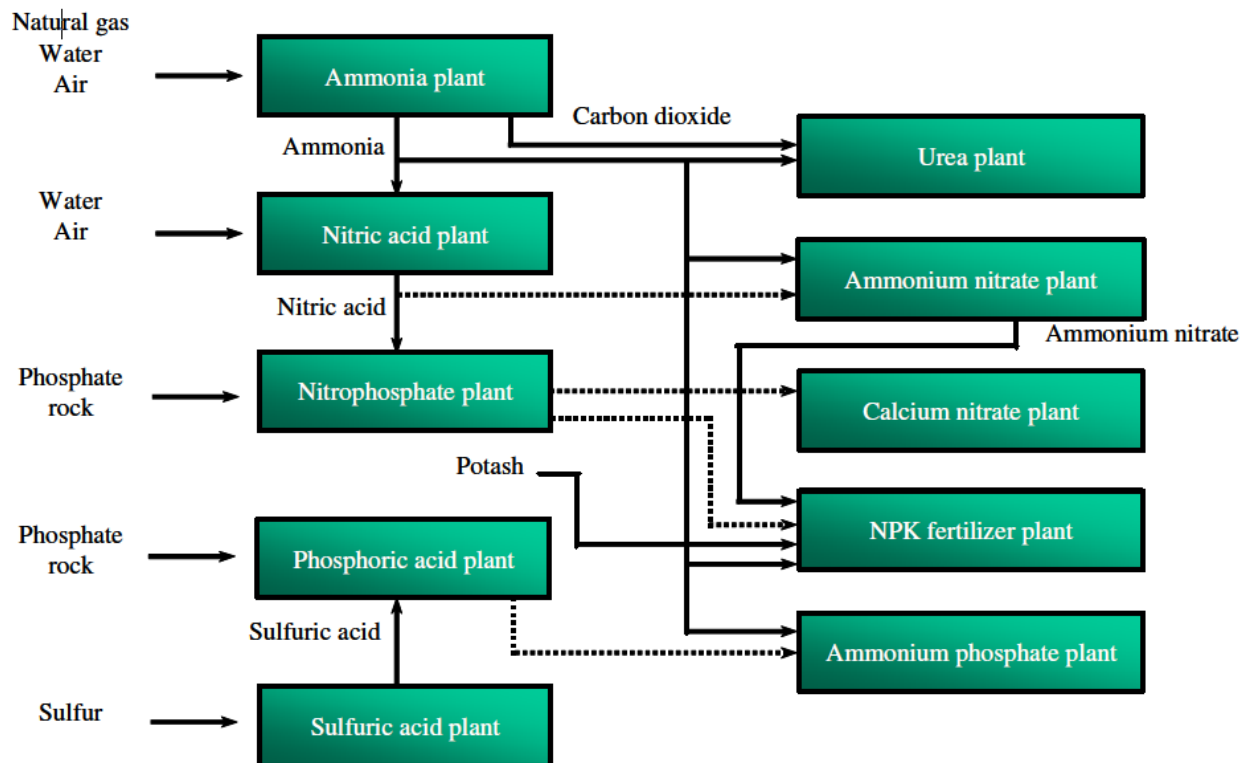 Natural gas
Water
Air
Ammonia plant
Carbon dioxide
Ammonia
Urea plant
Water
Air
Nitric acid plant
Ammonium nitrate plant
Nitric acid
Ammonium nitrate
Phosphate
rock
Nitrophosphate plant
Calcium nitrate plant
Potash
NPK fertilizer plant
Phosphate
rock
Phosphoric acid plant
Sulfuric acid
Ammonium phosphate plant
Sulfur
Sulfuric acid plant